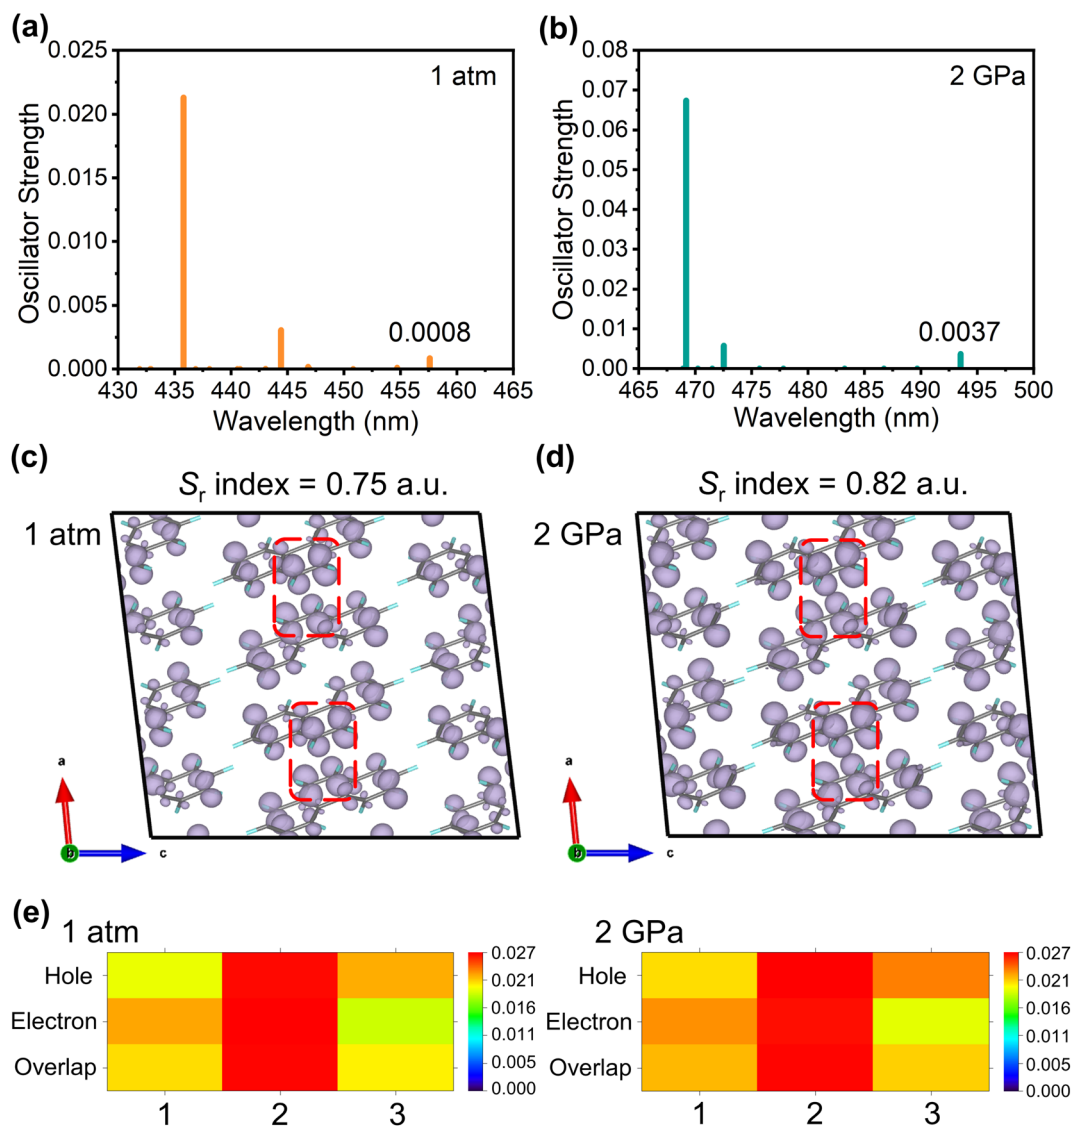 (a)
1 atm
Oscillator Strength
0.025
0.020
0.015
0.010
0.005
0.000
0.0008
430 435 440 445 450 455 460 465
Wavelength (nm)
(b)
2 GPa
Oscillator Strength
0.08
0.07
0.06
0.05
0.04
0.03
0.02
0.01
0.00
0.0037
465 470 475 480 485 490 495 500
Wavelength (nm)
(c)
Sr index = 0.75 a.u.
1 atm
a
b
c
(d)
Sr index = 0.82 a.u.
2 GPa
a
b
c
(e)
1 atm
Hole
Electron
Overlap
1 2 3
0.027
0.021
0.016
0.011
0.005
0.000
2 GPa
Hole
Electron
Overlap
1 2 3
0.027
0.021
0.016
0.011
0.005
0.000